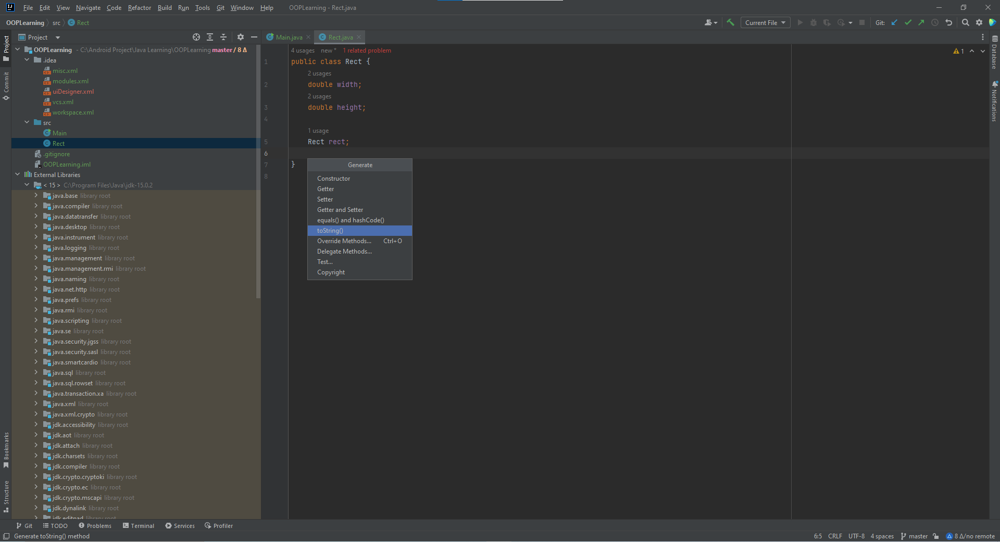 File Edit View Navigate Code Refactor Build Run Tools Git Window Help OOPLearning - Rect.java
OOPLearning src Rect
Current File
Git:
Project
OOPLearning - C:\Android Project\Java Learning\OOPLearning master / 8 Δ
.idea
misc.xml
modules.xml
uiDesigner.xml
vcs.xml
workspace.xml
src
Main
Rect
.gitignore
OOPLearning.iml
External Libraries
< 15 > C:\Program Files\Java\jdk-15.0.2
java.base library root
java.compiler library root
java.datatransfer library root
java.desktop library root
java.instrument library root
java.logging library root
java.management library root
java.management.rmi library root
java.naming library root
java.net.http library root
java.prefs library root
java.rmi library root
java.scripting library root
java.se library root
java.security.jgss library root
java.security.sasl library root
java.smartcardio library root
java.sql library root
java.sql.rowset library root
java.transaction.xa library root
java.xml library root
java.xml.crypto library root
jdk.accessibility library root
jdk.aot library root
jdk.attach library root
jdk.charsets library root
jdk.compiler library root
jdk.crypto.cryptoki library root
jdk.crypto.ec library root
jdk.crypto.mscapi library root
jdk.dynalink library root
jdk.editpad library root
Main.java Rect.java
4 usages new * 1 related problem
1 public class Rect {
2 usages
2 double width;
2 usages
3 double height;
4
1 usage
5 Rect rect;
6
7 }
8
Generate
Constructor
Getter
Setter
Getter and Setter
equals() and hashCode()
toString()
Override Methods... Ctrl+O
Delegate Methods...
Test...
Copyright
1
Project
Commit
Bookmarks
Structure
Database
Notifications
Git TODO Problems Terminal Services Profiler
Generate toString() method
6:5 CRLF UTF-8 4 spaces master 8 Δ/no remote